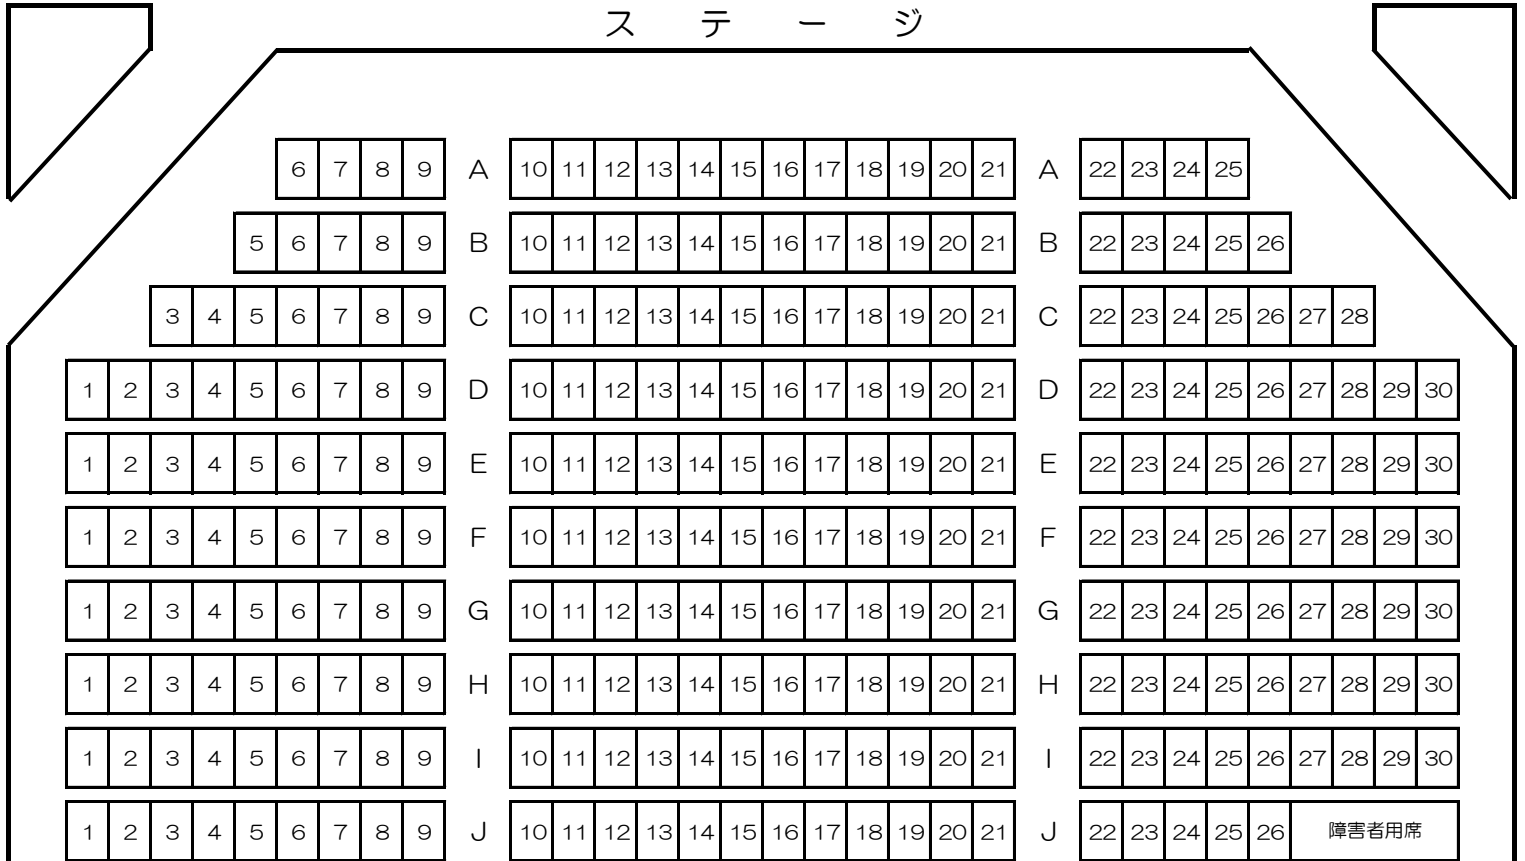 ステージ
6 7 8 9 A 10 11 12 13 14 15 16 17 18 19 20 21 A 22 23 24 25
5 6 7 8 9 B 10 11 12 13 14 15 16 17 18 19 20 21 B 22 23 24 25 26
3 4 5 6 7 8 9 C 10 11 12 13 14 15 16 17 18 19 20 21 C 22 23 24 25 26 27 28
1 2 3 4 5 6 7 8 9 D 10 11 12 13 14 15 16 17 18 19 20 21 D 22 23 24 25 26 27 28 29 30
1 2 3 4 5 6 7 8 9 E 10 11 12 13 14 15 16 17 18 19 20 21 E 22 23 24 25 26 27 28 29 30
1 2 3 4 5 6 7 8 9 F 10 11 12 13 14 15 16 17 18 19 20 21 F 22 23 24 25 26 27 28 29 30
1 2 3 4 5 6 7 8 9 G 10 11 12 13 14 15 16 17 18 19 20 21 G 22 23 24 25 26 27 28 29 30
1 2 3 4 5 6 7 8 9 H 10 11 12 13 14 15 16 17 18 19 20 21 H 22 23 24 25 26 27 28 29 30
1 2 3 4 5 6 7 8 9 I 10 11 12 13 14 15 16 17 18 19 20 21 I 22 23 24 25 26 27 28 29 30
1 2 3 4 5 6 7 8 9 J 10 11 12 13 14 15 16 17 18 19 20 21 J 22 23 24 25 26 障害者用席